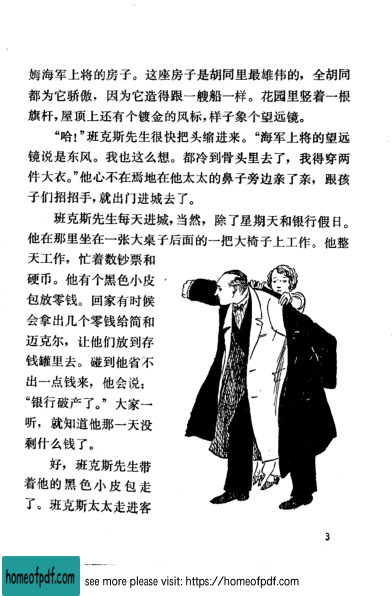 姆海军上将的房子。这座房子是胡同里最雄伟的，全胡同
都为它骄傲，因为它造得跟一艘船一样。花园里竖着一根
旗杆，屋顶上还有个镀金的风标，样子象个望远镜。
“哈！”班克斯先生很快把头缩进来。“海军上将的望远
镜说是东风。我也这么想。都冷到骨头里去了，我得穿两
件大衣。”他心不在焉地在他太太的鼻子旁边亲了亲，跟孩
子们招招手，就出门进城去了。
班克斯先生每天进城，当然，除了星期天和银行假日。
他在那里坐在一张大桌子后面的一把大椅子上工作。他整
天工作，忙着数钞票和
硬币。他有个黑色小皮
包放零钱。回家有时候
会拿出几个零钱给简和
迈克尔，让他们放到存
钱罐里去。碰到他省不
出一点钱来，他会说：
“银行破产了。”大家一
听，就知道他那一天没
剩什么钱了。
好，班克斯先生带
着他的黑色小皮包走
了。班克斯太太走进客
3
homeofpdf.com
see more please visit: https://homeofpdf.com